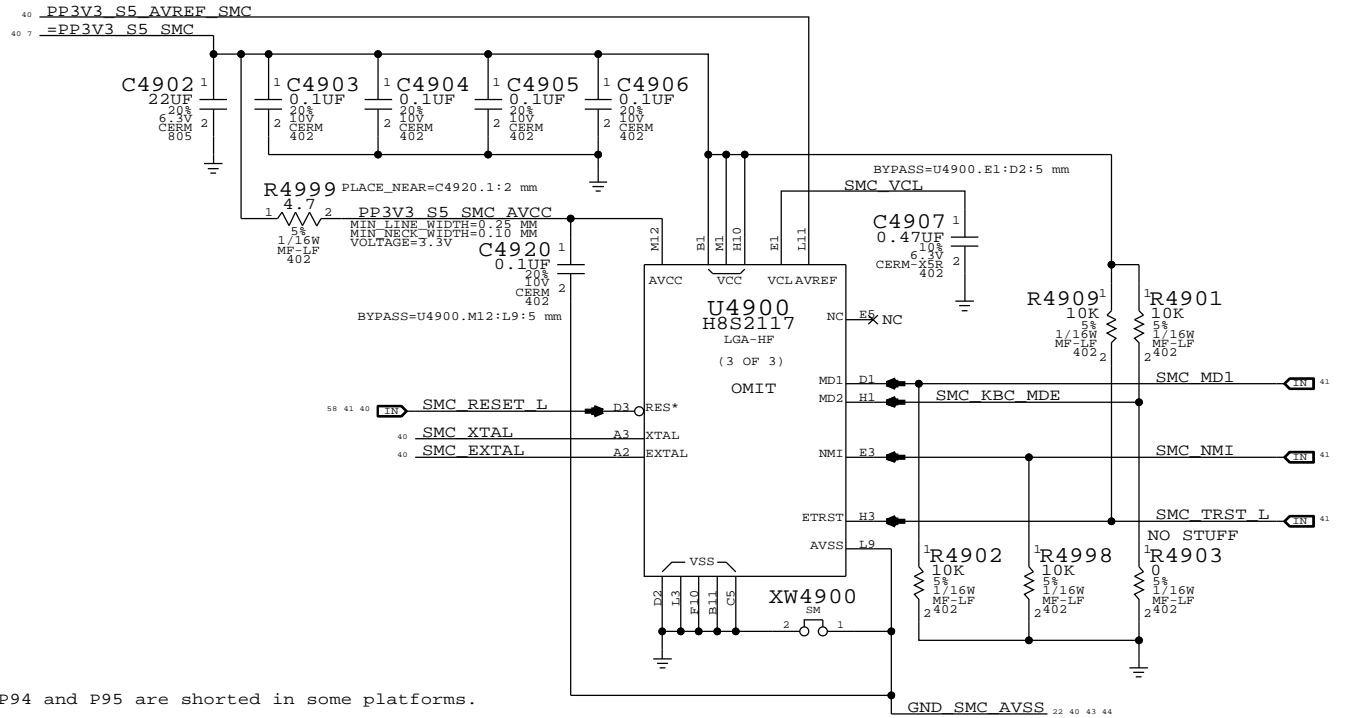 40 PP3V3_S5_AVREF_SMC
40 7 =PP3V3_S5_SMC
C4902 1
22UF
20%
6.3V
CERM
805
2
1 C4903
0.1UF
20%
10V
CERM
402
2
1 C4904
0.1UF
20%
10V
CERM
402
2
1 C4905
0.1UF
20%
10V
CERM
402
2
1 C4906
0.1UF
20%
10V
CERM
402
2
R4999 PLACE_NEAR=C4920.1:2 mm
1 4.7 2
5%
1/16W
MF-LF
402
PP3V3_S5_SMC_AVCC
MIN_LINE_WIDTH=0.25 MM
MIN_NECK_WIDTH=0.10 MM
VOLTAGE=3.3V
C4920 1
0.1UF
20%
10V
CERM
402
2
BYPASS=U4900.M12:L9:5 mm
BYPASS=U4900.E1:D2:5 mm
SMC_VCL
C4907 1
0.47UF
10%
6.3V
CERM-X5R
402
2
M12 B1 M1 H10 E1 L11
AVCC VCC VCL AVREF
U4900
H8S2117
LGA-HF
(3 OF 3)
OMIT
NC E5 NC
R4909 1
10K
5%
1/16W
MF-LF
402 2
1 R4901
10K
5%
1/16W
MF-LF
2 402
MD1 D1 SMC_MD1 IN 41
MD2 H1 SMC_KBC_MDE
58 41 40 IN SMC_RESET_L D3 RES*
40 SMC_XTAL A3 XTAL
40 SMC_EXTAL A2 EXTAL
NMI E3 SMC_NMI IN 41
ETRST H3 SMC_TRST_L IN 41
AVSS L9
NO STUFF
1 R4902
10K
5%
1/16W
MF-LF
2 402
1 R4998
10K
5%
1/16W
MF-LF
2 402
1 R4903
0
5%
1/16W
MF-LF
2 402
VSS
D2 L3 F10 B11 C5
XW4900
SM
2 1
P94 and P95 are shorted in some platforms.
GND_SMC_AVSS 22 40 43 44